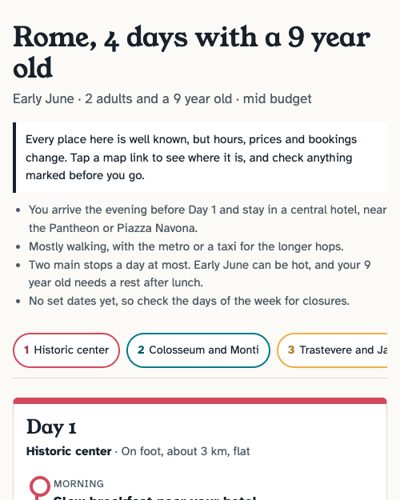 Rome, 4 days with a 9 year
old
Early June · 2 adults and a 9 year old · mid budget
Every place here is well known, but hours, prices and bookings
change. Tap a map link to see where it is, and check anything
marked before you go.
• You arrive the evening before Day 1 and stay in a central hotel, near
the Pantheon or Piazza Navona.
• Mostly walking, with the metro or a taxi for the longer hops.
• Two main stops a day at most. Early June can be hot, and your 9
year old needs a rest after lunch.
• No set dates yet, so check the days of the week for closures.
1 Historic center 2 Colosseum and Monti 3 Trastevere and Ja
Day 1
Historic center · On foot, about 3 km, flat
MORNING
Slow breakfast near your hotel